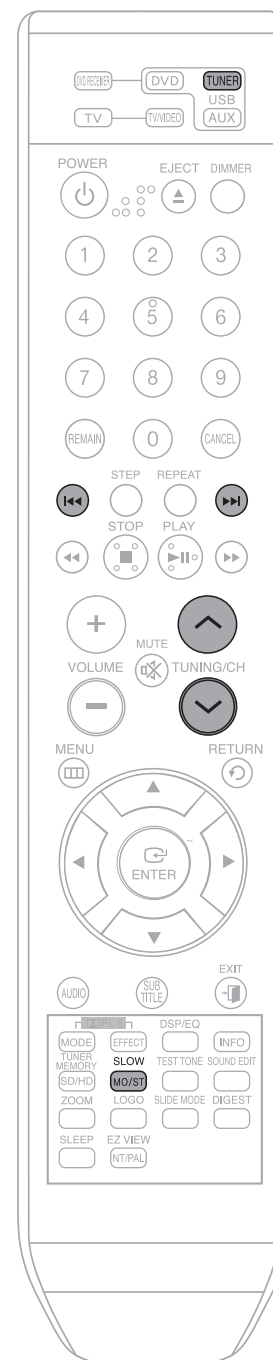 DVD RECEIVER DVD TUNER
USB
TV TV/VIDEO AUX
POWER EJECT DIMMER
1 2 3
4 5 6
7 8 9
REMAIN 0 CANCEL
STEP REPEAT
STOP PLAY
MUTE
VOLUME TUNING/CH
MENU RETURN
ENTER
EXIT
AUDIO SUB TITLE
DSP/EQ
MODE EFFECT INFO
TUNER MEMORY SLOW TEST TONE SOUND EDIT
SD/HD MO/ST
ZOOM LOGO SLIDE MODE DIGEST
SLEEP EZ VIEW
NT/PAL